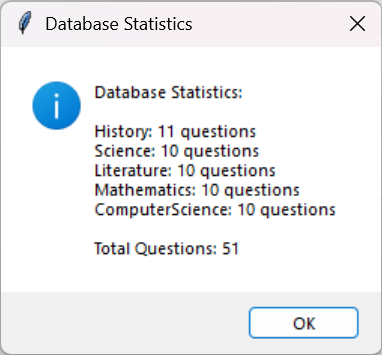 Database Statistics
Database Statistics:
History: 11 questions
Science: 10 questions
Literature: 10 questions
Mathematics: 10 questions
ComputerScience: 10 questions
Total Questions: 51
OK